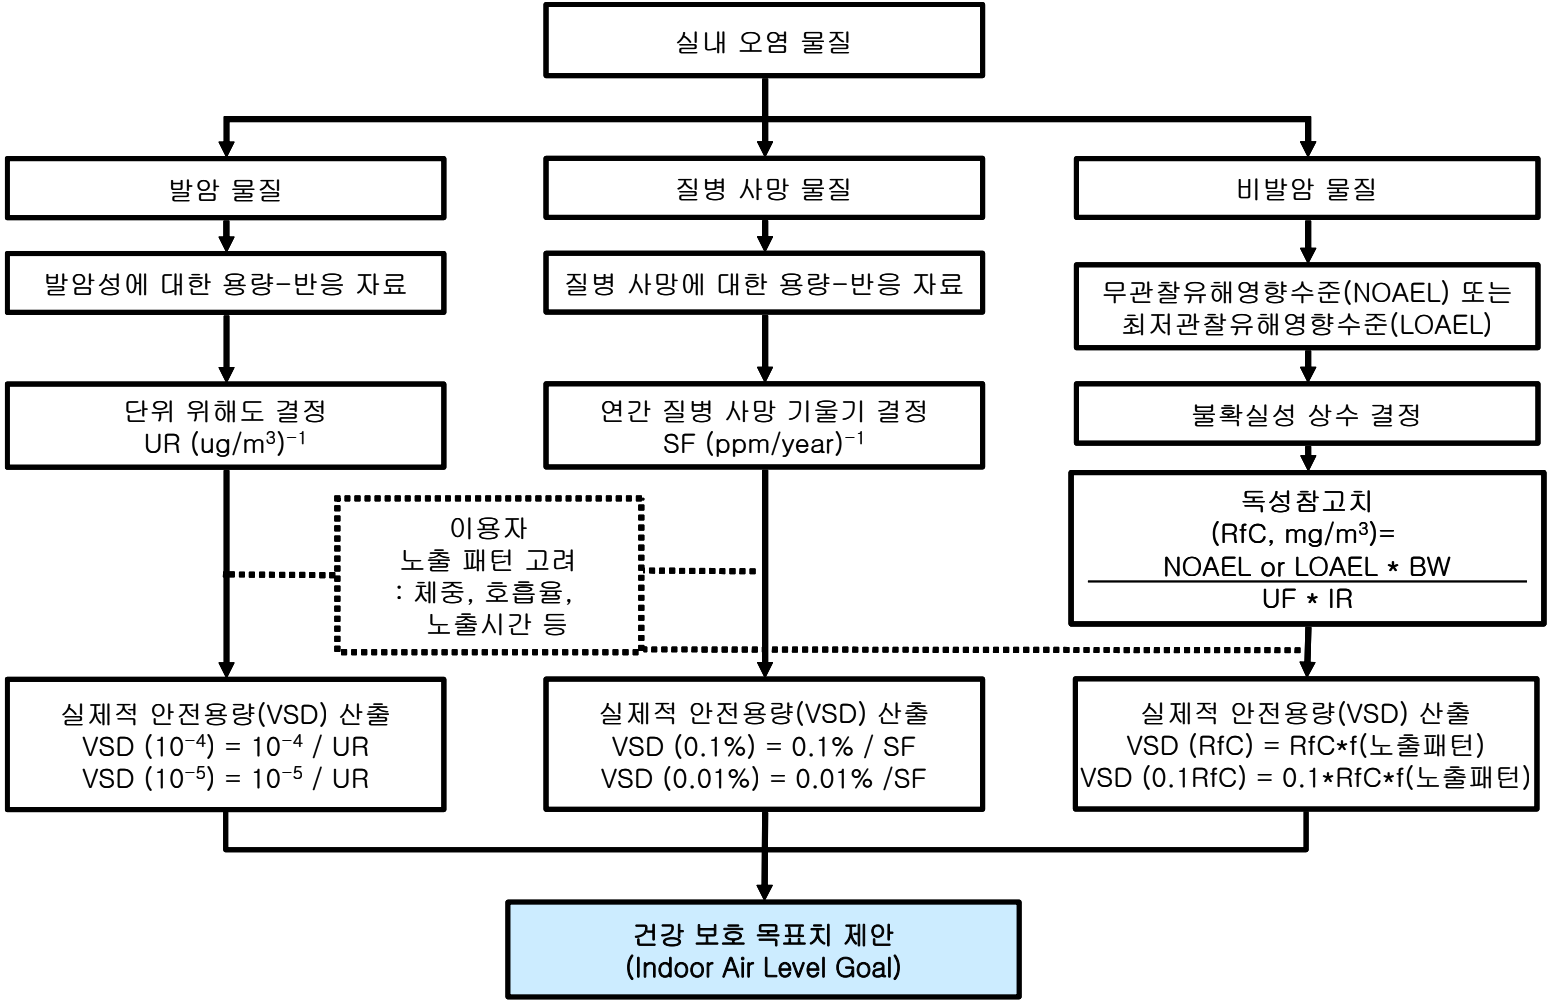 실내 오염 물질
발암 물질
질병 사망 물질
비발암 물질
발암성에 대한 용량-반응 자료
질병 사망에 대한 용량-반응 자료
무관찰유해영향수준(NOAEL) 또는
최저관찰유해영향수준(LOAEL)
단위 위해도 결정
UR (ug/m³)⁻¹
연간 질병 사망 기울기 결정
SF (ppm/year)⁻¹
불확실성 상수 결정
독성참고치
(RfC, mg/m³)=
NOAEL or LOAEL * BW
UF * IR
이용자
노출 패턴 고려
: 체중, 호흡율,
노출시간 등
실제적 안전용량(VSD) 산출
VSD (10⁻⁴) = 10⁻⁴ / UR
VSD (10⁻⁵) = 10⁻⁵ / UR
실제적 안전용량(VSD) 산출
VSD (0.1%) = 0.1% / SF
VSD (0.01%) = 0.01% /SF
실제적 안전용량(VSD) 산출
VSD (RfC) = RfC*f(노출패턴)
VSD (0.1RfC) = 0.1*RfC*f(노출패턴)
건강 보호 목표치 제안
(Indoor Air Level Goal)